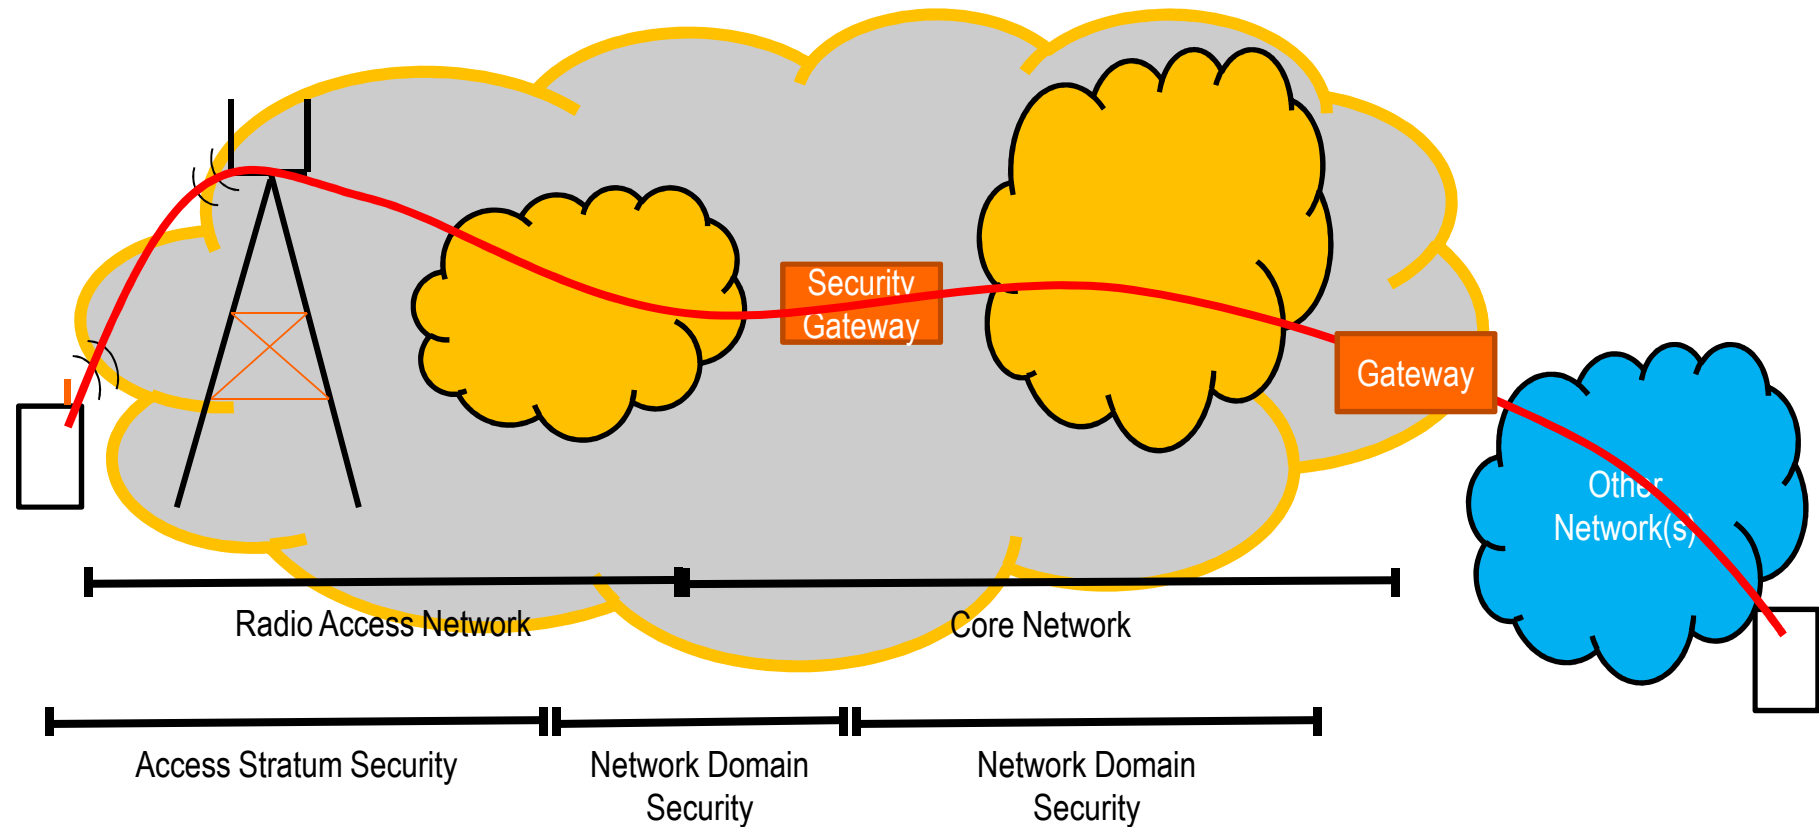 Security
Gateway
Gateway
Other
Network(s)
Radio Access Network
Core Network
Access Stratum Security
Network Domain
Security
Network Domain
Security